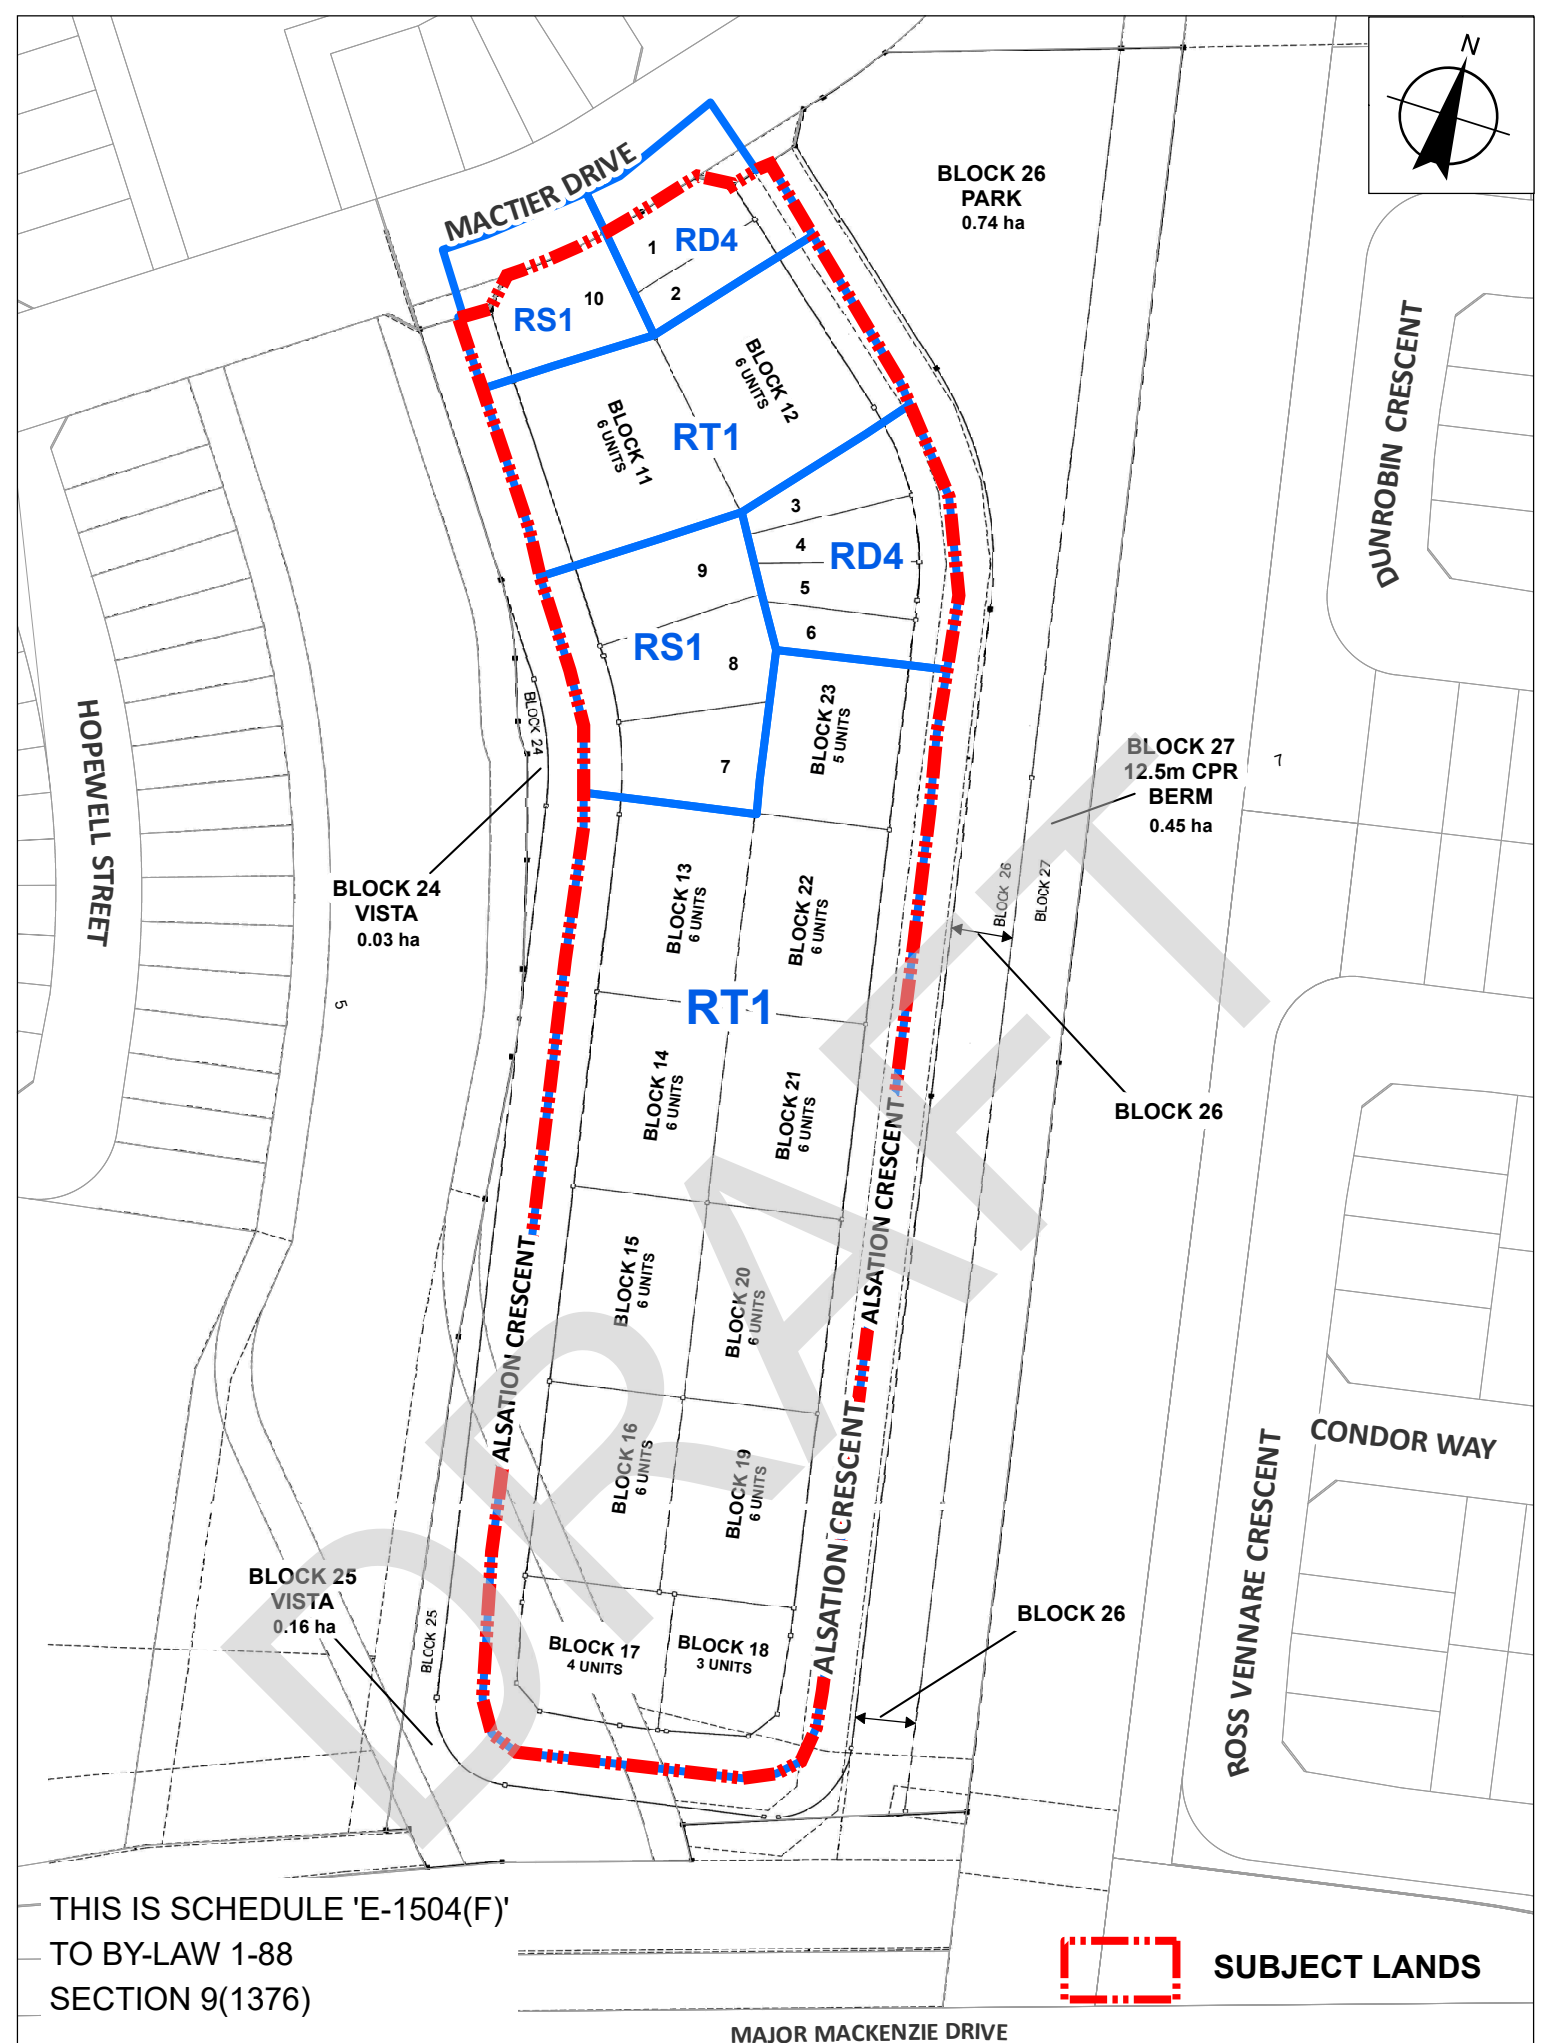 N
MACTIER DRIVE
BLOCK 26
PARK
0.74 ha
1
RD4
2
10
RS1
BLOCK 12
6 UNITS
BLOCK 11
6 UNITS
RT1
DUNROBIN CRESCENT
3
4
RD4
5
6
9
RS1
8
7
BLOCK 23
5 UNITS
BLOCK 24
HOPEWELL STREET
BLOCK 27
12.5m CPR
BERM
0.45 ha
7
BLOCK 24
VISTA
0.03 ha
BLOCK 13
6 UNITS
BLOCK 22
6 UNITS
BLOCK 26
BLOCK 27
5
RT1
BLOCK 14
6 UNITS
BLOCK 21
6 UNITS
BLOCK 26
ALSATION CRESCENT
ALSATION CRESCENT
BLOCK 15
6 UNITS
BLOCK 20
6 UNITS
BLOCK 16
6 UNITS
BLOCK 19
6 UNITS
ALSATION CRESCENT
CONDOR WAY
ROSS VENNARE CRESCENT
BLOCK 25
VISTA
0.16 ha
BLOCK 25
BLOCK 17
4 UNITS
BLOCK 18
3 UNITS
BLOCK 26
DRAFT
THIS IS SCHEDULE 'E-1504(F)'
TO BY-LAW 1-88
SECTION 9(1376)
SUBJECT LANDS
MAJOR MACKENZIE DRIVE